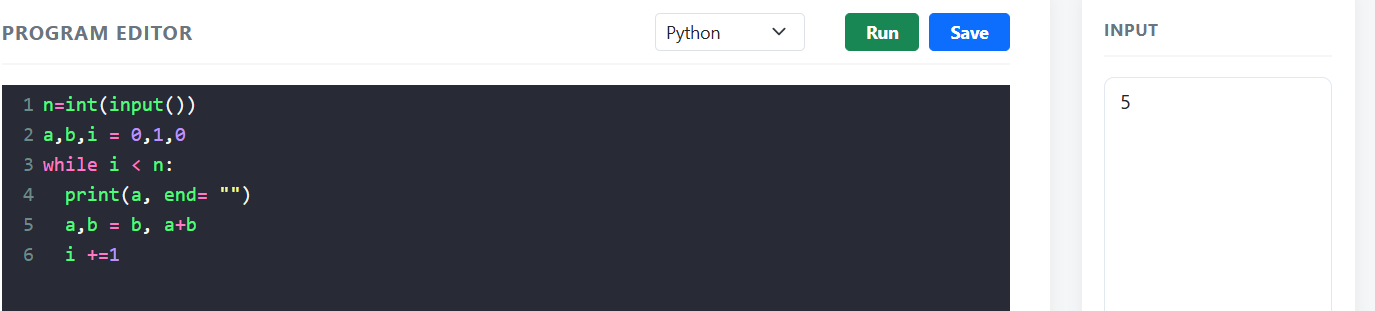 PROGRAM EDITOR
Python
Run
Save
1 n=int(input())
2 a,b,i = 0,1,0
3 while i < n:
4   print(a, end= "")
5   a,b = b, a+b
6   i +=1
INPUT
5